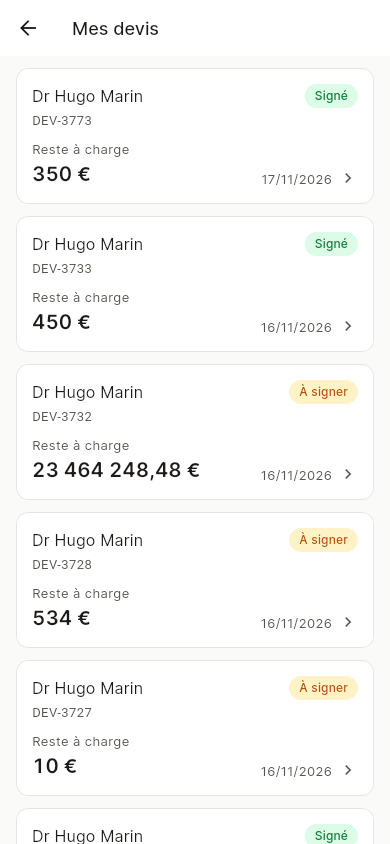 Mes devis
Dr Hugo Marin
Signé
DEV-3773
Reste à charge
350 €
17/11/2026
Dr Hugo Marin
Signé
DEV-3733
Reste à charge
450 €
16/11/2026
Dr Hugo Marin
À signer
DEV-3732
Reste à charge
23 464 248,48 €
16/11/2026
Dr Hugo Marin
À signer
DEV-3728
Reste à charge
534 €
16/11/2026
Dr Hugo Marin
À signer
DEV-3727
Reste à charge
10 €
16/11/2026
Dr Hugo Marin
Signé